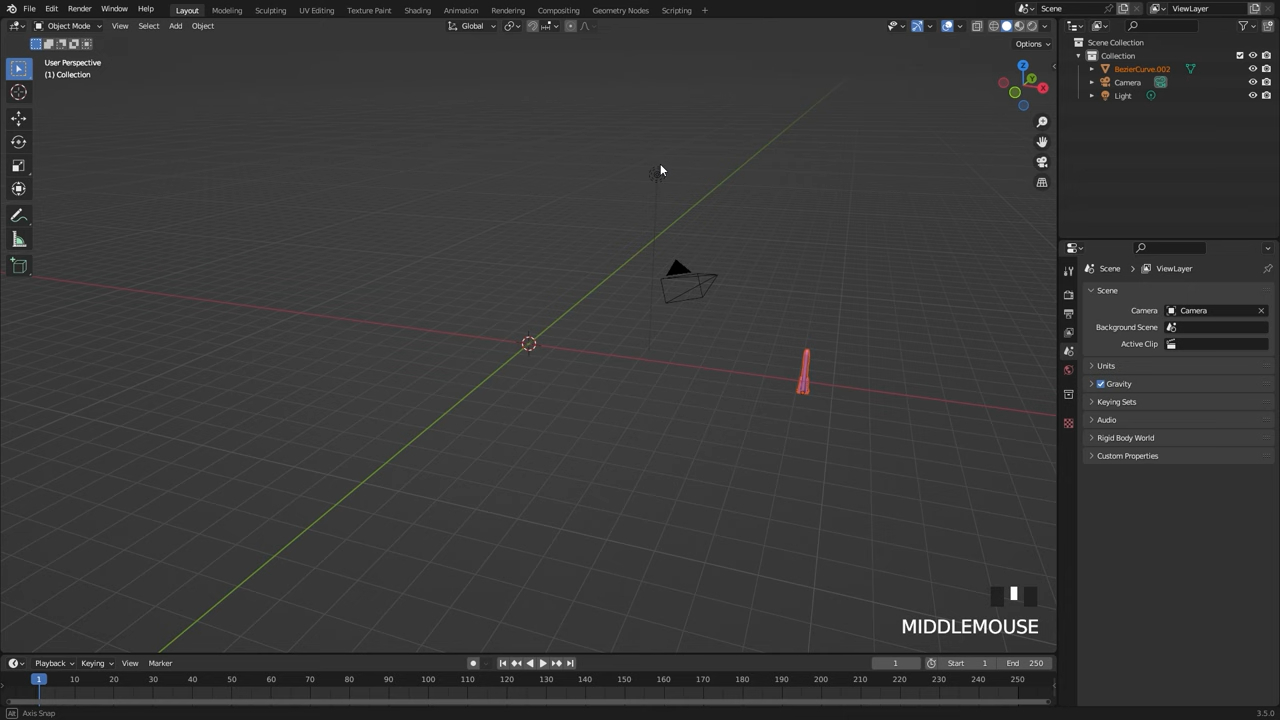 File Edit Render Window Help Layout Modeling Sculpting UV Editing Texture Paint Shading Animation Rendering Compositing Geometry Nodes Scripting + Scene ViewLayer
Object Mode View Select Add Object Global
Options
User Perspective
(1) Collection
Z
Y
X
Scene Collection
Collection
BezierCurve.002
Camera
Light
Scene ViewLayer
Scene
Camera Camera
Background Scene
Active Clip
Units
Gravity
Keying Sets
Audio
Rigid Body World
Custom Properties
MIDDLEMOUSE
Playback Keying View Marker 1 Start 1 End 250
1 10 20 30 40 50 60 70 80 90 100 110 120 130 140 150 160 170 180 190 200 210 220 230 240 250
Alt Axis Snap 3.5.0